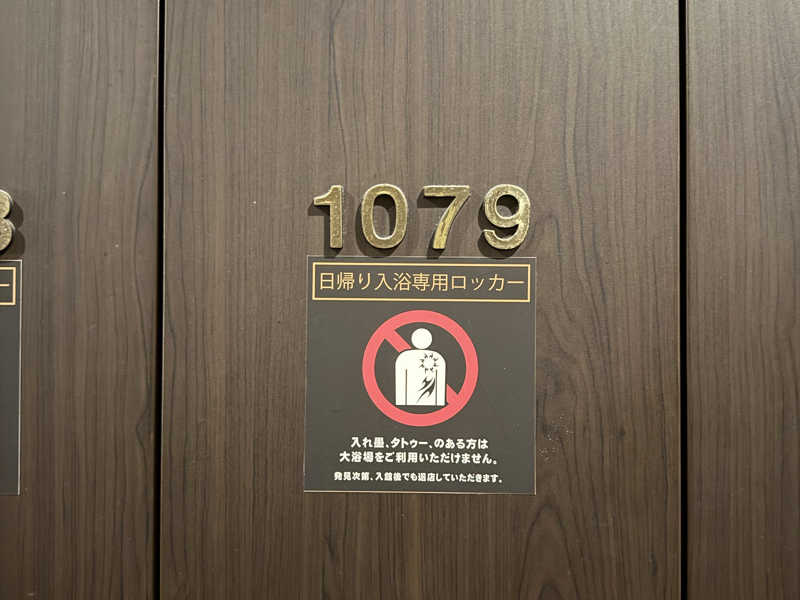 1079
日帰り入浴専用ロッカー
入れ墨、タトゥー、のある方は
大浴場をご利用いただけません。
発見次第、入館後でも退店していただきます。